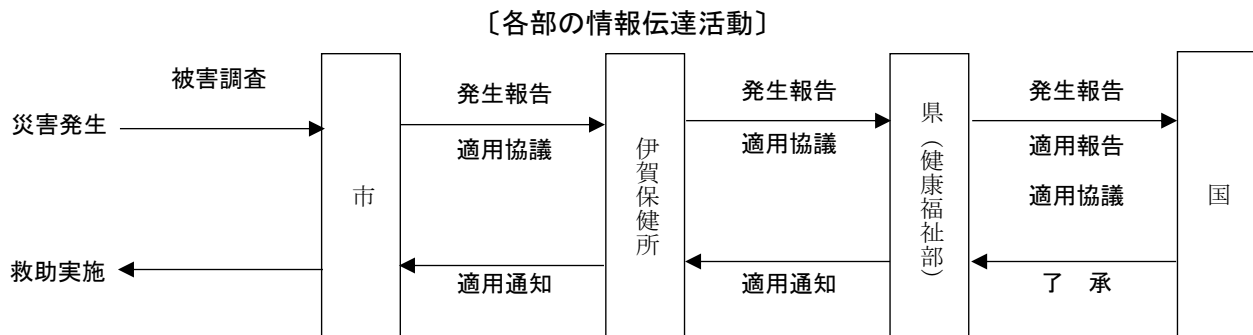 〔各部の情報伝達活動〕
被害調査
災害発生
市
発生報告
適用協議
伊賀保健所
発生報告
適用協議
県（健康福祉部）
発生報告
適用報告
適用協議
国
救助実施
適用通知
適用通知
了　承